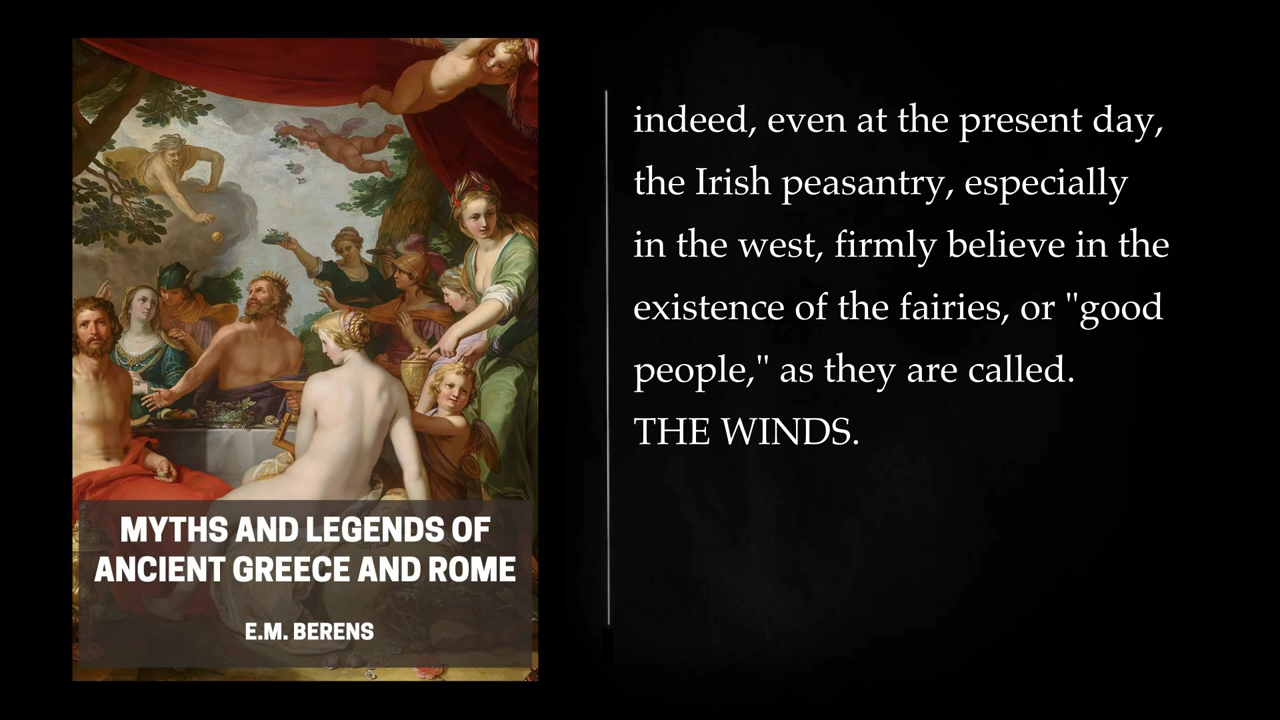 MYTHS AND LEGENDS OF
ANCIENT GREECE AND ROME
E.M. BERENS
indeed, even at the present day,
the Irish peasantry, especially
in the west, firmly believe in the
existence of the fairies, or "good
people," as they are called.
THE WINDS.